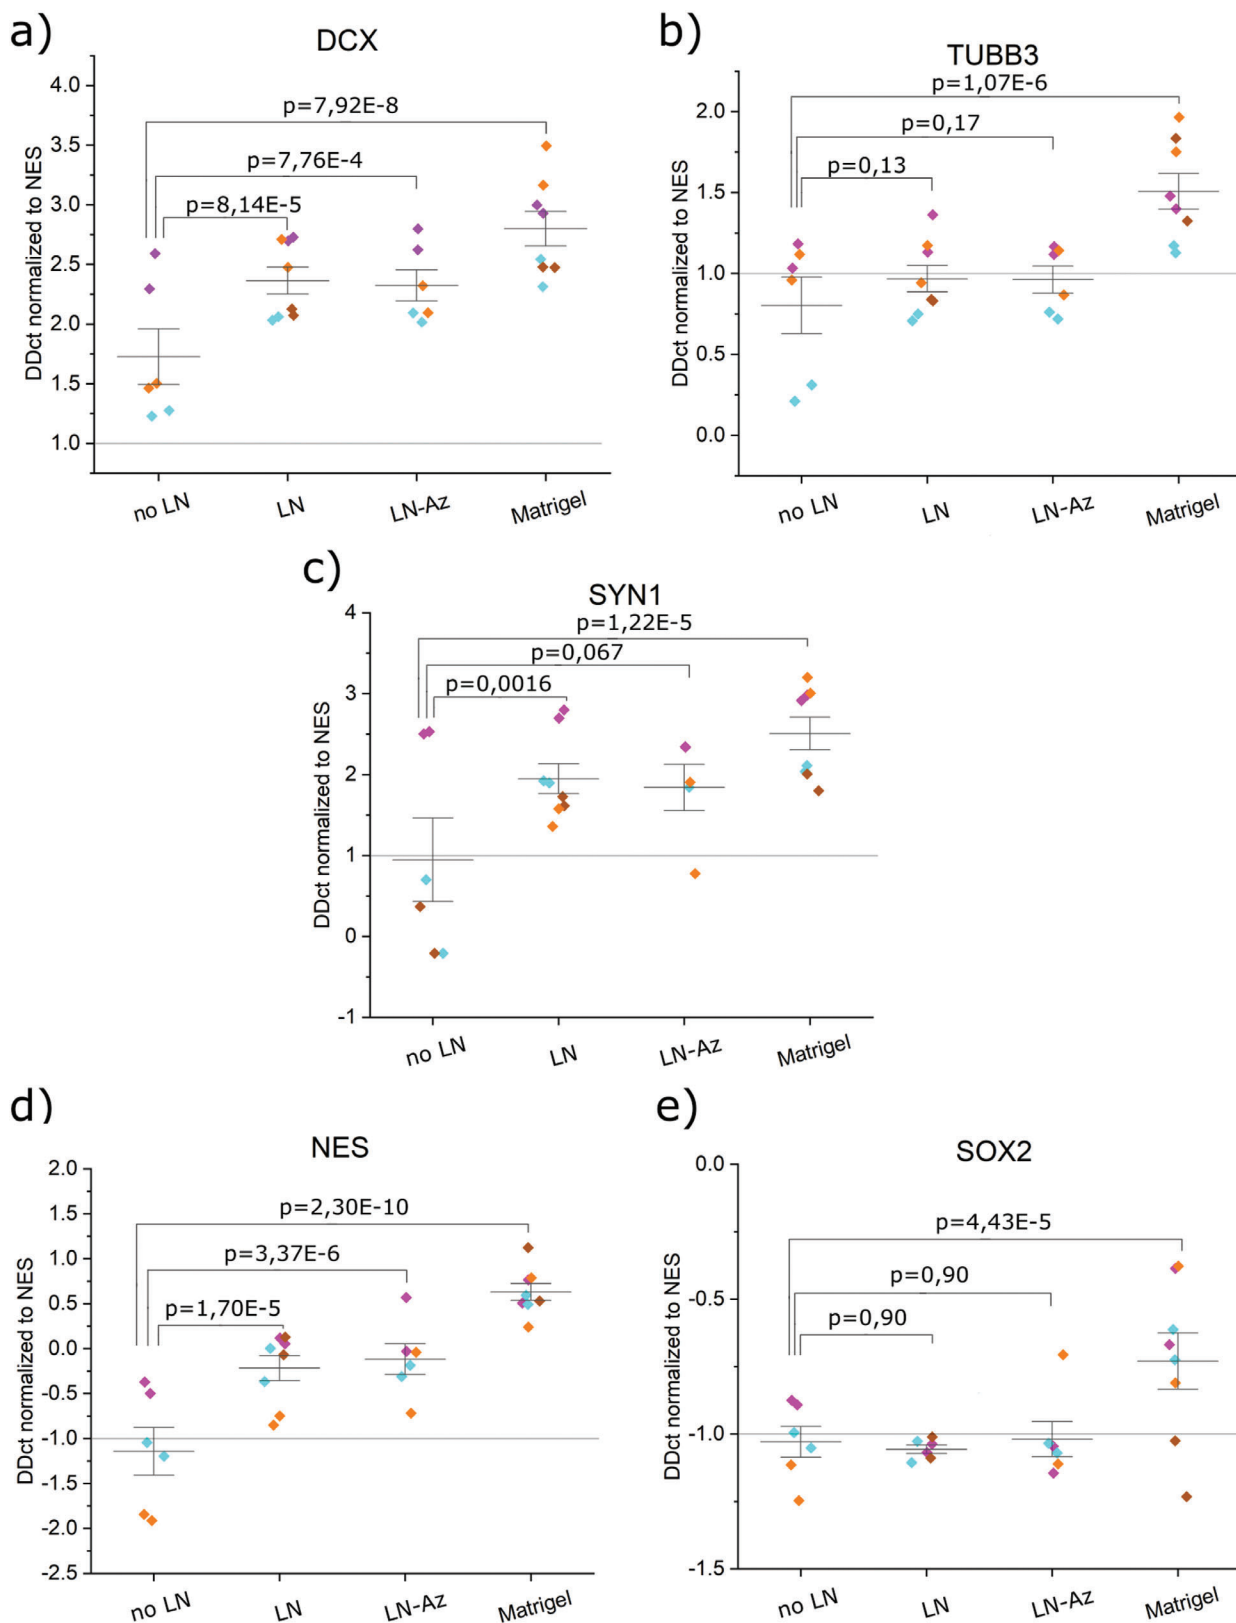 a)
DCX
DDct normalized to NES
4.0
3.5
3.0
2.5
2.0
1.5
1.0
p=7,92E-8
p=7,76E-4
p=8,14E-5
no LN
LN
LN-Az
Matrigel
b)
TUBB3
DDct normalized to NES
2.0
1.5
1.0
0.5
0.0
p=1,07E-6
p=0,17
p=0,13
no LN
LN
LN-Az
Matrigel
c)
SYN1
DDct normalized to NES
4
3
2
1
0
-1
p=1,22E-5
p=0,067
p=0,0016
no LN
LN
LN-Az
Matrigel
d)
NES
DDct normalized to NES
2.0
1.5
1.0
0.5
0.0
-0.5
-1.0
-1.5
-2.0
-2.5
p=2,30E-10
p=3,37E-6
p=1,70E-5
no LN
LN
LN-Az
Matrigel
e)
SOX2
DDct normalized to NES
0.0
-0.5
-1.0
-1.5
p=4,43E-5
p=0,90
p=0,90
no LN
LN
LN-Az
Matrigel